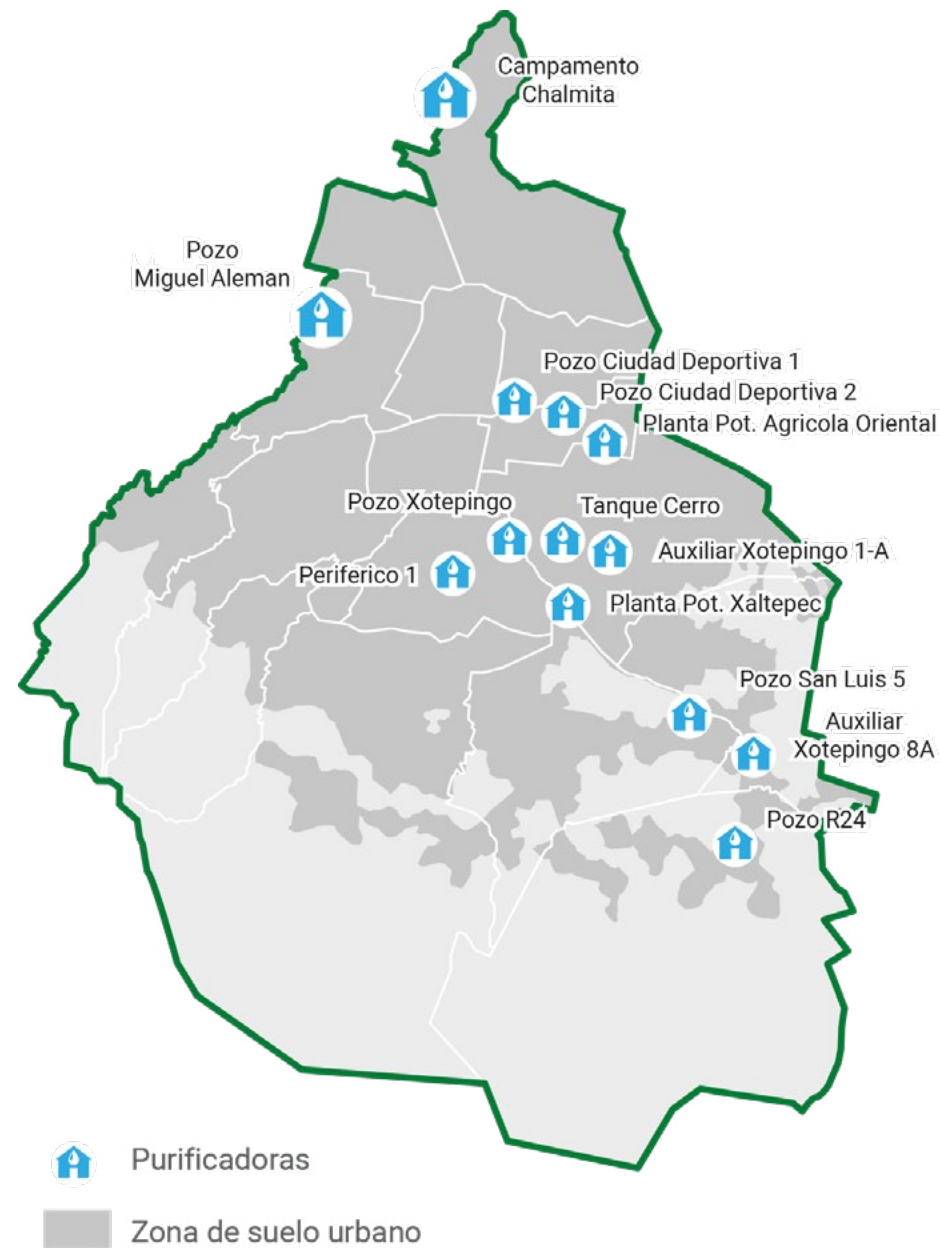 Campamento
Chalmita
Pozo
Miguel Aleman
Pozo Ciudad Deportiva 1
Pozo Ciudad Deportiva 2
Planta Pot. Agricola Oriental
Pozo Xotepingo
Tanque Cerro
Auxiliar Xotepingo 1-A
Periferico 1
Planta Pot. Xaltepec
Pozo San Luis 5
Auxiliar
Xotepingo 8A
Pozo R24
Purificadoras
Zona de suelo urbano